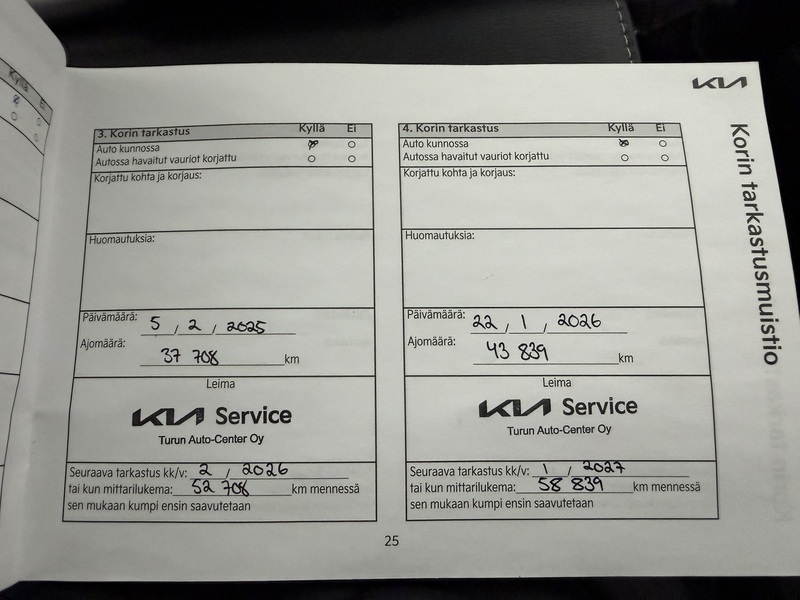 Kyllä Ei
KIA
Korin tarkastusmuistio
3. Korin tarkastus Kyllä Ei
Auto kunnossa
Autossa havaitut vauriot korjattu
Korjattu kohta ja korjaus:
Huomautuksia:
Päivämäärä: 5 / 2 / 2025
Ajomäärä: 37 708 km
Leima
KIA Service
Turun Auto-Center Oy
Seuraava tarkastus kk/v: 2 / 2026
tai kun mittarilukema: 52 708 km mennessä
sen mukaan kumpi ensin saavutetaan
4. Korin tarkastus Kyllä Ei
Auto kunnossa
Autossa havaitut vauriot korjattu
Korjattu kohta ja korjaus:
Huomautuksia:
Päivämäärä: 22 / 1 / 2026
Ajomäärä: 43 839 km
Leima
KIA Service
Turun Auto-Center Oy
Seuraava tarkastus kk/v: 1 / 2027
tai kun mittarilukema: 58 839 km mennessä
sen mukaan kumpi ensin saavutetaan
25